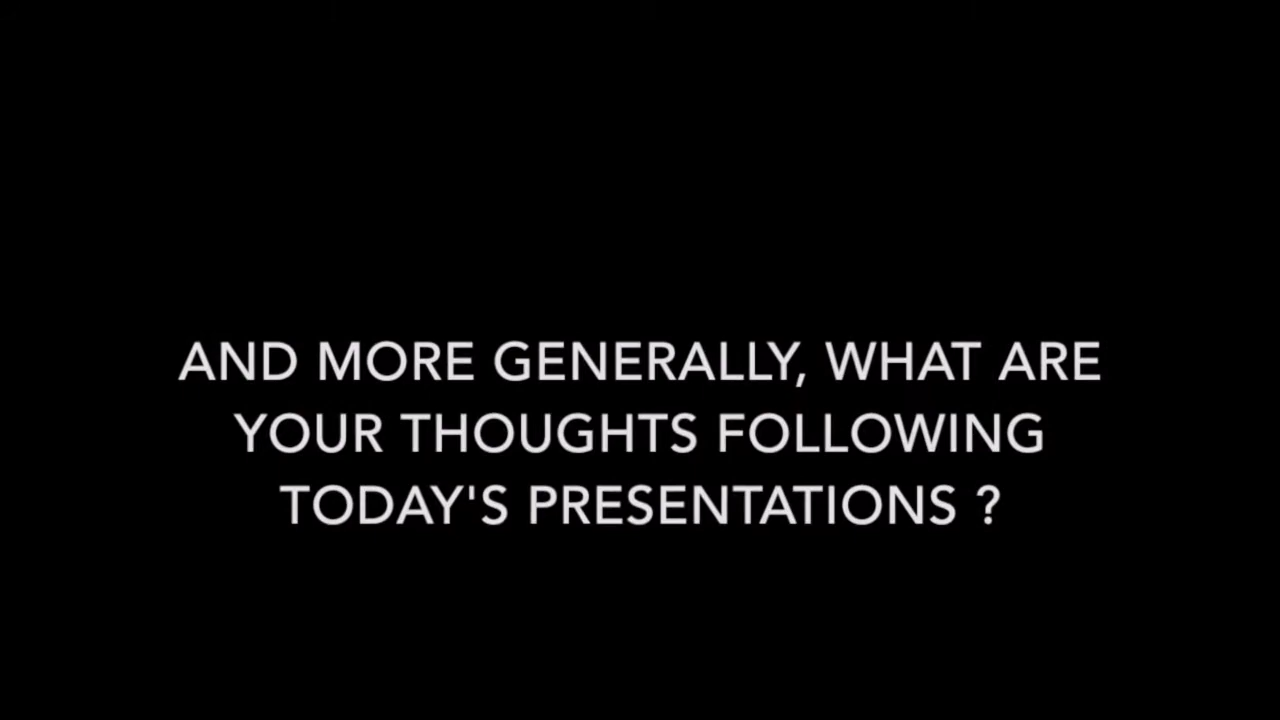 AND MORE GENERALLY, WHAT ARE
YOUR THOUGHTS FOLLOWING
TODAY'S PRESENTATIONS ?